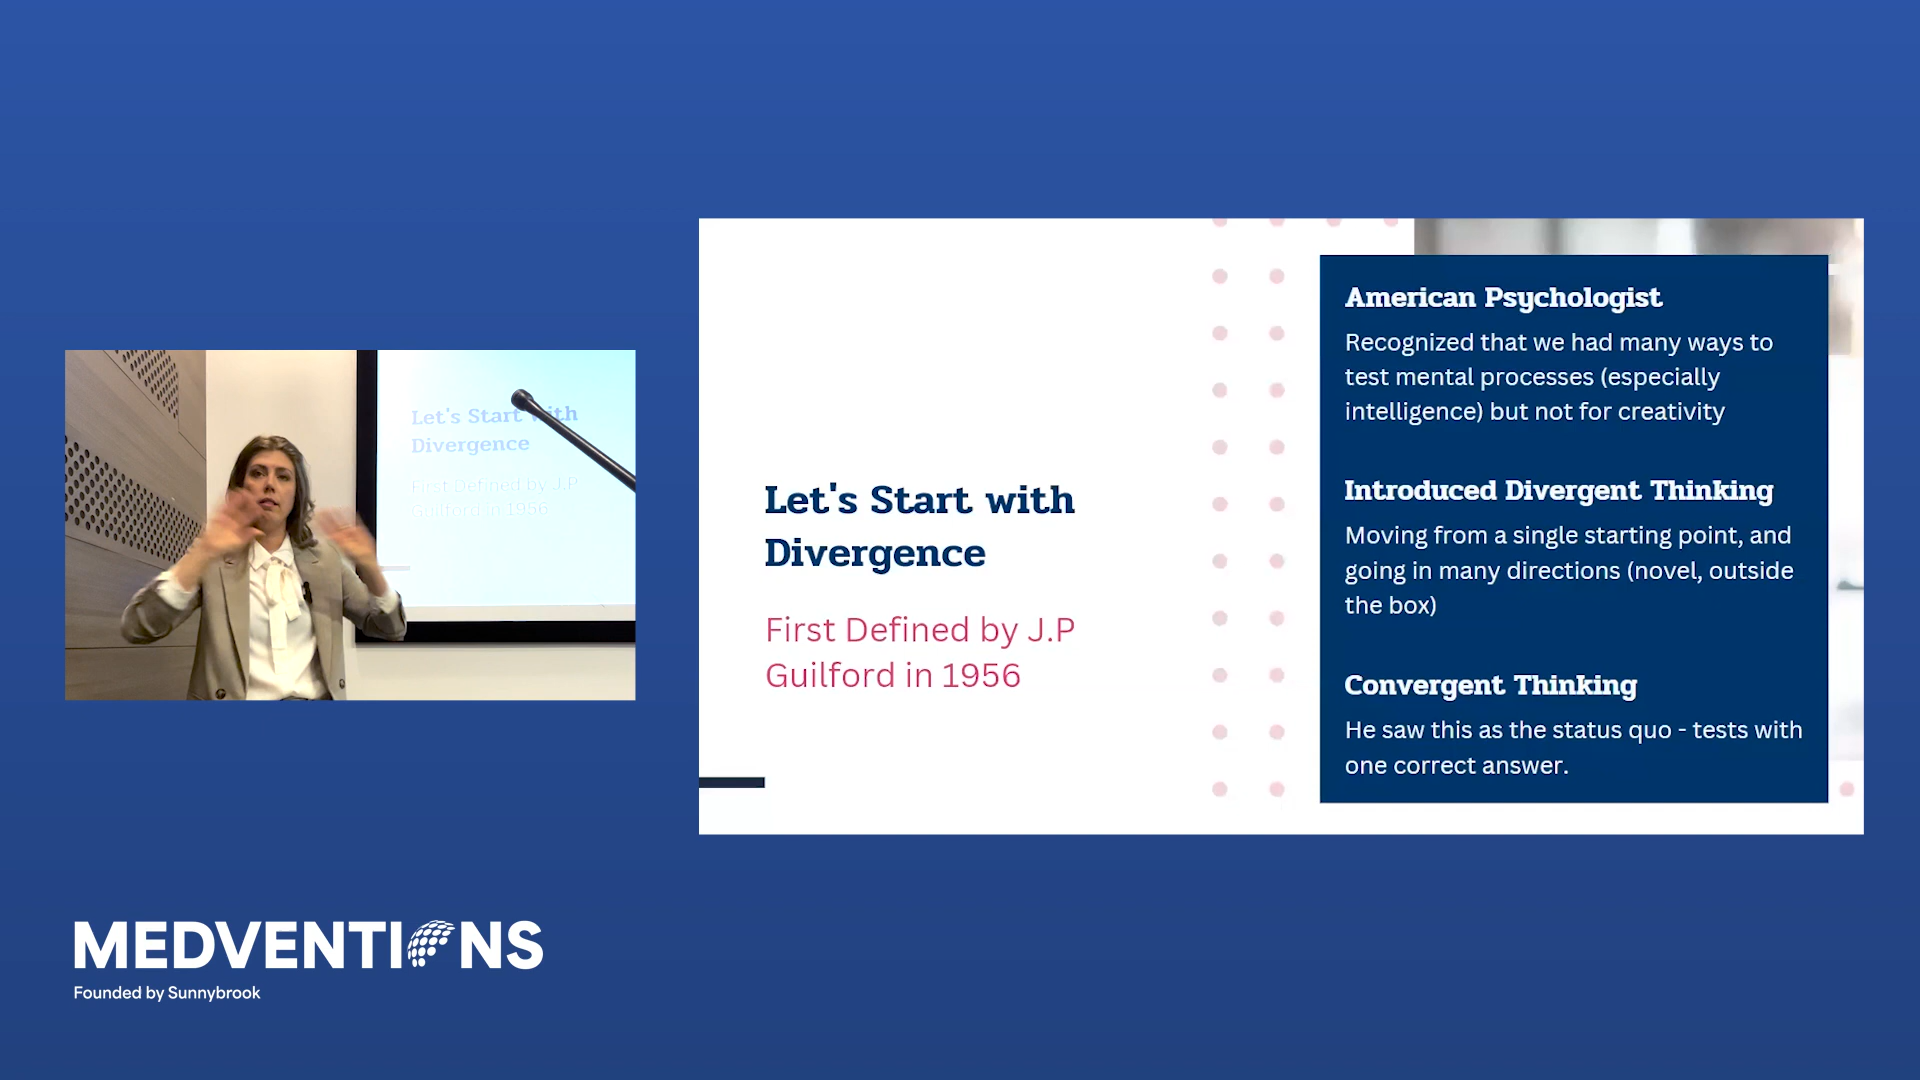 Let's Start with
Divergence
First Defined by J.P
Guilford in 1956
Let's Start with
Divergence
First Defined by J.P
Guilford in 1956
American Psychologist
Recognized that we had many ways to
test mental processes (especially
intelligence) but not for creativity
Introduced Divergent Thinking
Moving from a single starting point, and
going in many directions (novel, outside
the box)
Convergent Thinking
He saw this as the status quo - tests with
one correct answer.
MEDVENTIONS
Founded by Sunnybrook